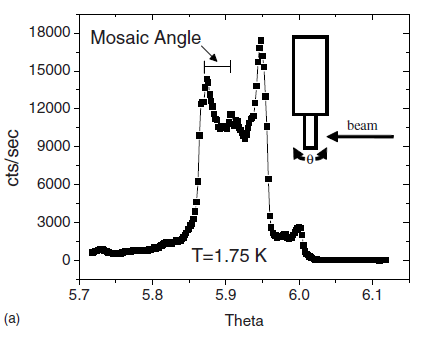 18000
15000
12000
9000
6000
3000
0
cts/sec
Mosaic Angle
beam
θ
T=1.75 K
5.7 5.8 5.9 6.0 6.1
(a)
Theta